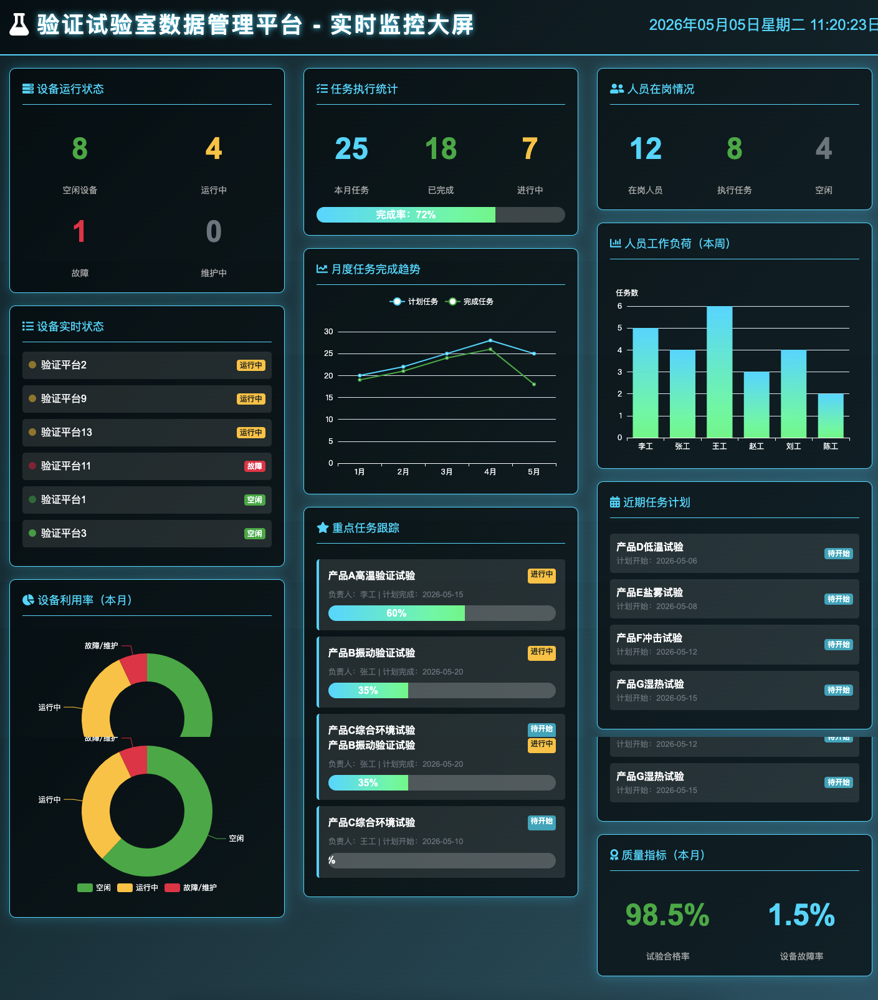 验证试验室数据管理平台 - 实时监控大屏
2026年05月05日星期二 11:20:23日
设备运行状态
8
4
空闲设备
运行中
1
0
故障
维护中
设备实时状态
验证平台2
运行中
验证平台9
运行中
验证平台13
运行中
验证平台11
故障
验证平台1
空闲
验证平台3
空闲
设备利用率（本月）
故障/维护
运行中
故障/维护
运行中
空闲
空闲
运行中
故障/维护
任务执行统计
25
18
7
本月任务
已完成
进行中
完成率：72%
月度任务完成趋势
计划任务
完成任务
30
25
20
15
10
5
0
1月
2月
3月
4月
5月
重点任务跟踪
产品A高温验证试验
进行中
负责人：李工 | 计划完成：2026-05-15
60%
产品B振动验证试验
进行中
负责人：张工 | 计划完成：2026-05-20
35%
产品C综合环境试验
待开始
产品B振动验证试验
进行中
负责人：张工 | 计划完成：2026-05-20
35%
产品C综合环境试验
待开始
负责人：王工 | 计划开始：2026-05-10
%
人员在岗情况
12
8
4
在岗人员
执行任务
空闲
人员工作负荷（本周）
任务数
6
5
4
3
2
1
0
李工
张工
王工
赵工
刘工
陈工
近期任务计划
产品D低温试验
计划开始：2026-05-06
待开始
产品E盐雾试验
计划开始：2026-05-08
待开始
产品F冲击试验
计划开始：2026-05-12
待开始
产品G湿热试验
计划开始：2026-05-15
待开始
计划开始：2026-05-12
待开始
产品G湿热试验
计划开始：2026-05-15
待开始
质量指标（本月）
98.5%
1.5%
试验合格率
设备故障率